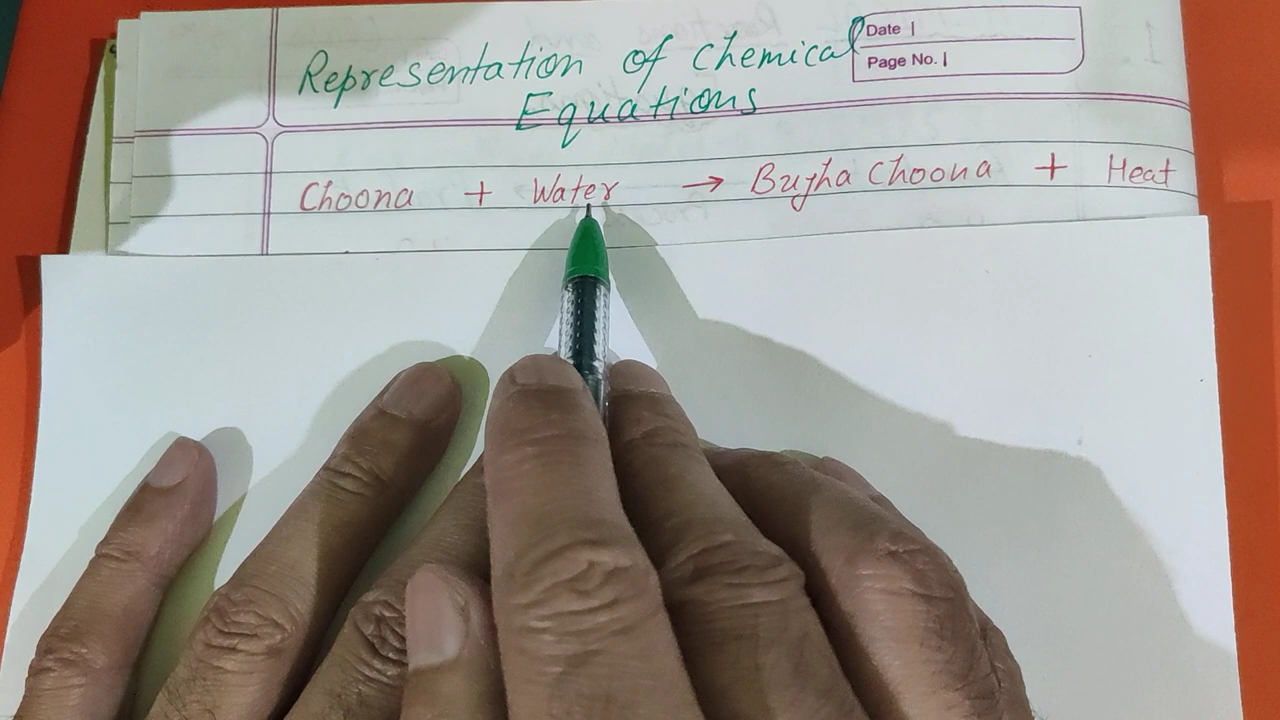 Representation of Chemical
Equations
Date
Page No.
Choona + Water → Bujha Choona + Heat